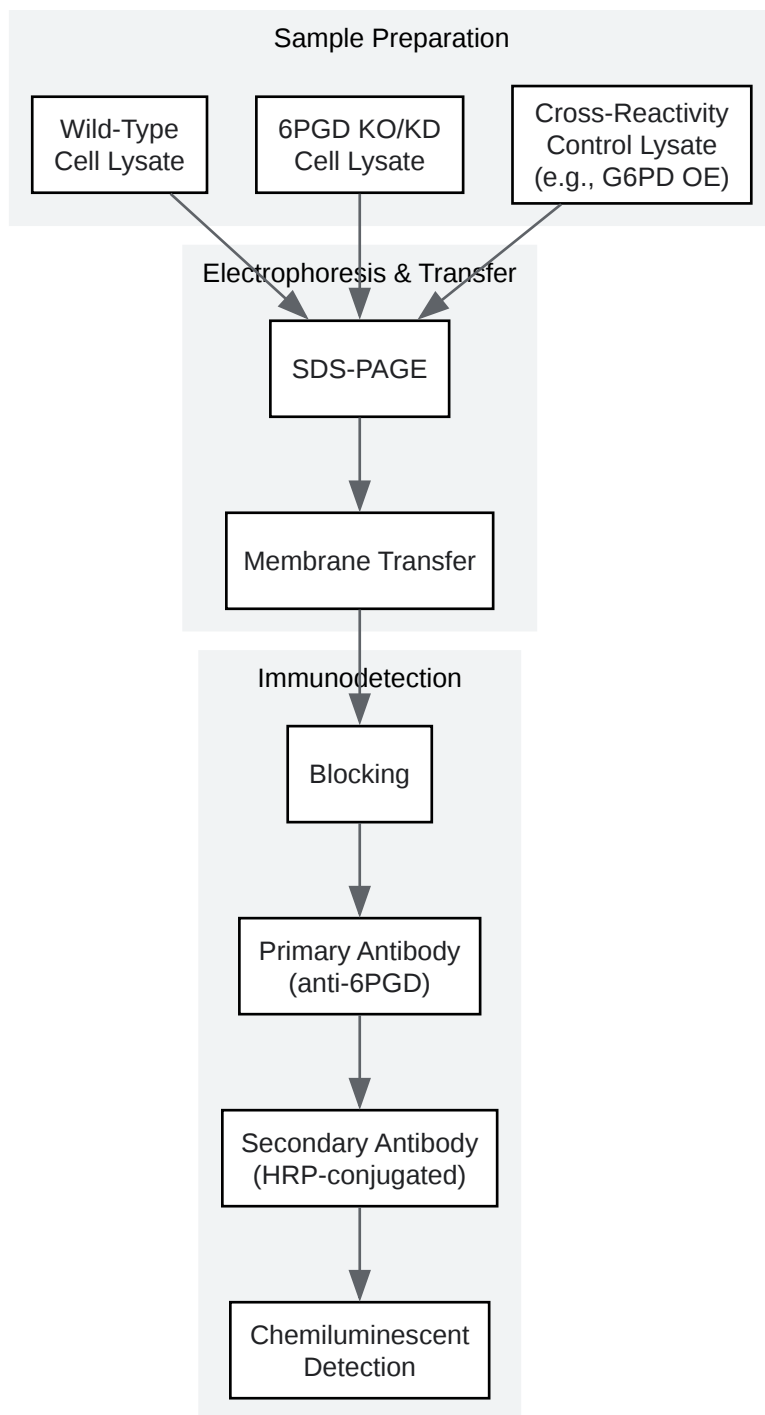 Sample Preparation
Wild-Type
Cell Lysate
6PGD KO/KD
Cell Lysate
Cross-Reactivity
Control Lysate
(e.g., G6PD OE)
Electrophoresis & Transfer
SDS-PAGE
Membrane Transfer
Immunodetection
Blocking
Primary Antibody
(anti-6PGD)
Secondary Antibody
(HRP-conjugated)
Chemiluminescent
Detection